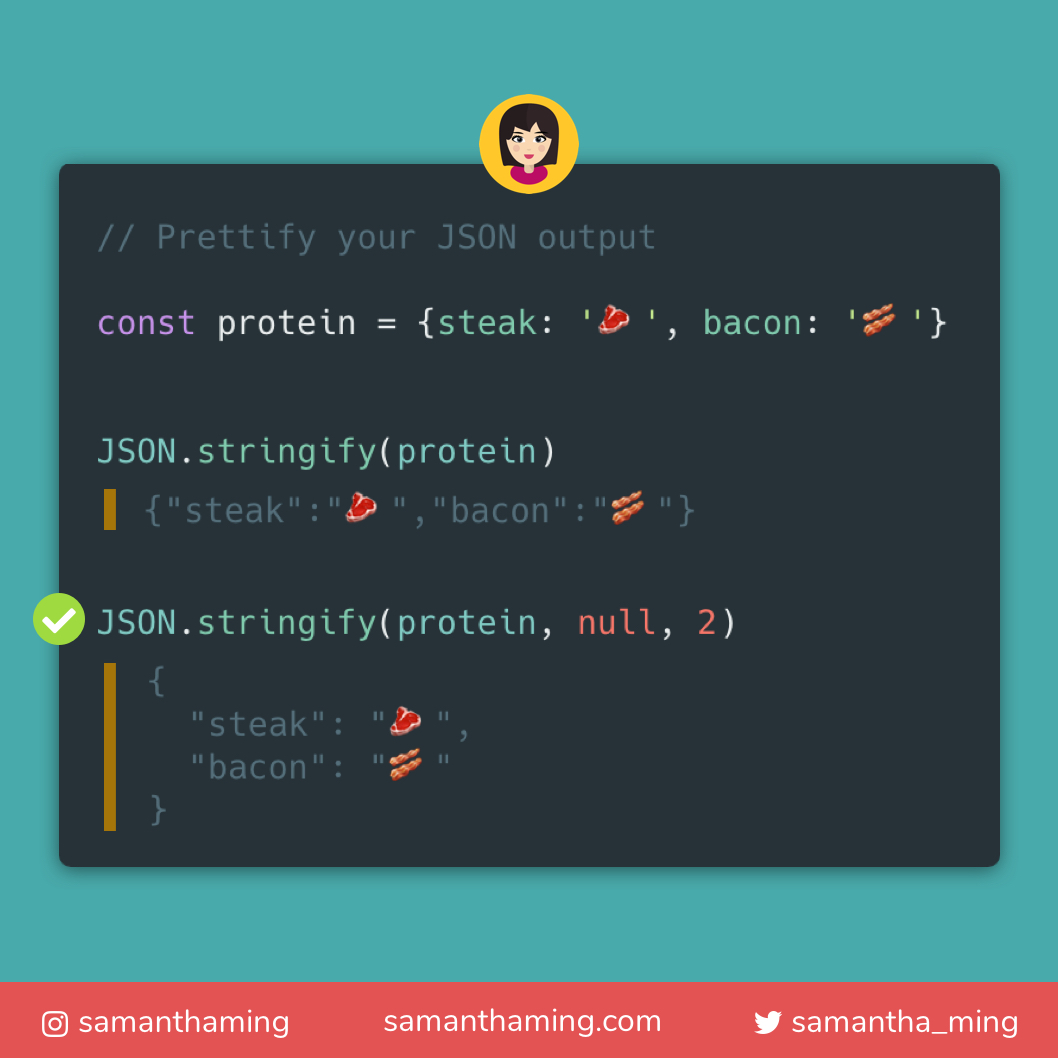 // Prettify your JSON output
const protein = {steak: '🥩 ', bacon: '🥓 '}
JSON.stringify(protein)
{"steak":"🥩 ","bacon":"🥓 "}
JSON.stringify(protein, null, 2)
{
"steak": "🥩 ",
"bacon": "🥓 "
}
samanthaming samanthaming.com samantha_ming